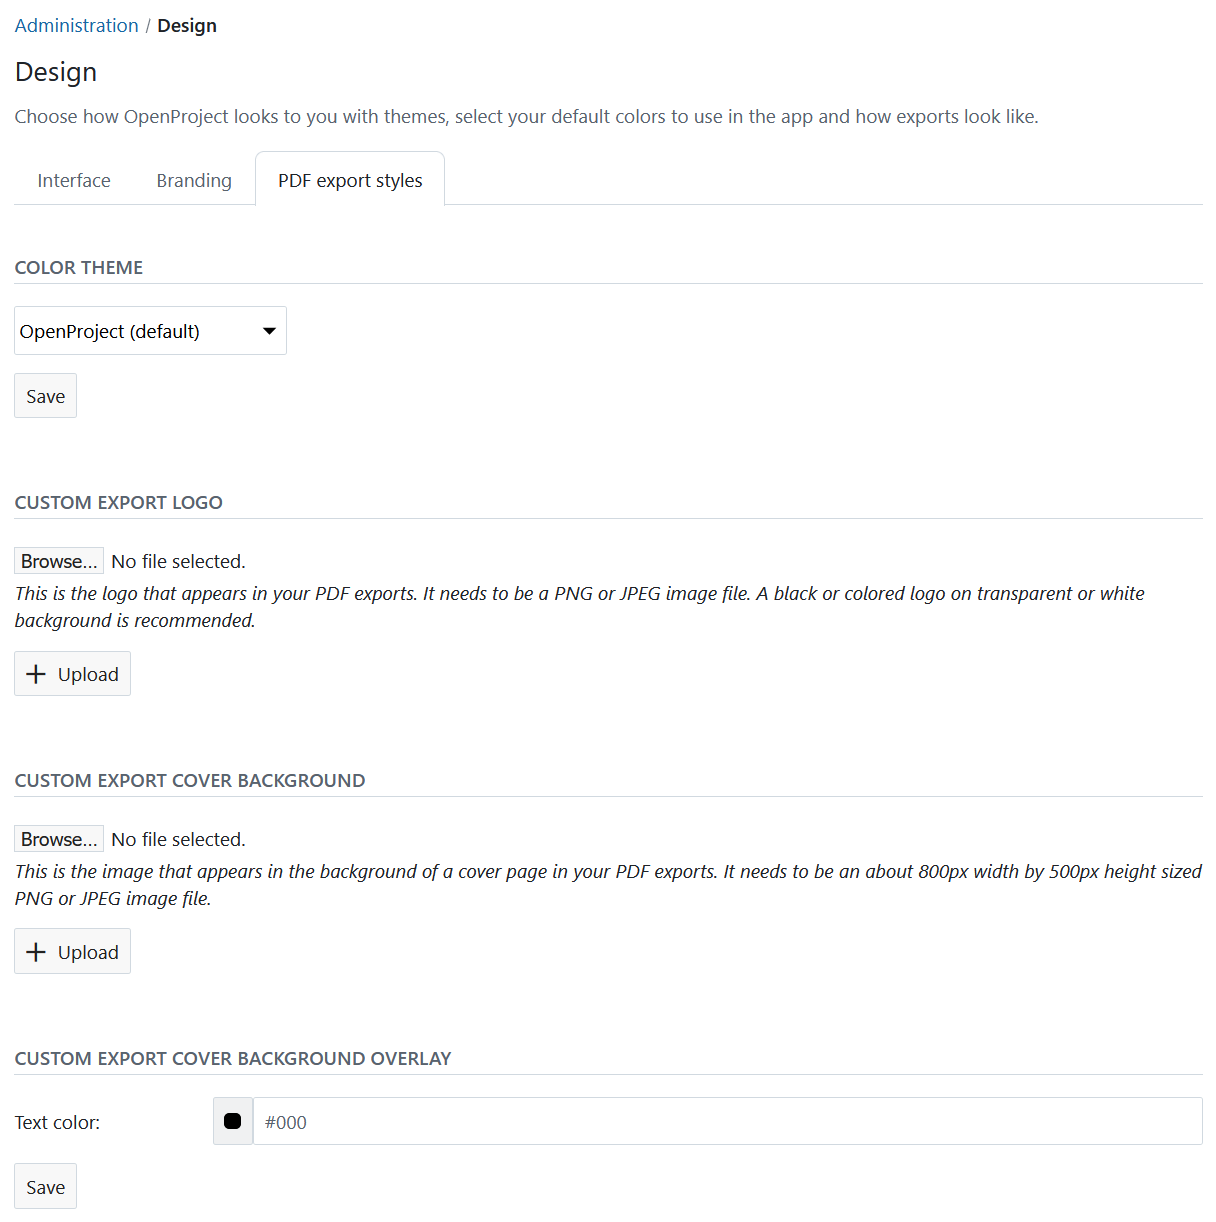 Administration / Design
Design
Choose how OpenProject looks to you with themes, select your default colors to use in the app and how exports look like.
Interface Branding PDF export styles
COLOR THEME
OpenProject (default)
Save
CUSTOM EXPORT LOGO
Browse... No file selected.
This is the logo that appears in your PDF exports. It needs to be a PNG or JPEG image file. A black or colored logo on transparent or white
background is recommended.
Upload
CUSTOM EXPORT COVER BACKGROUND
Browse... No file selected.
This is the image that appears in the background of a cover page in your PDF exports. It needs to be an about 800px width by 500px height sized
PNG or JPEG image file.
Upload
CUSTOM EXPORT COVER BACKGROUND OVERLAY
Text color: #000
Save